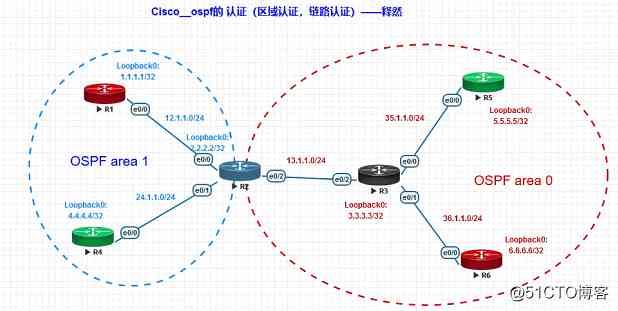 Cisco__ospf的 认证（区域认证，链路认证）——释然
Loopback0:
1.1.1.1/32
R1
e0/0
12.1.1.0/24
Loopback0:
2.2.2.2/32
e0/0
OSPF area 1
R2
e0/1
24.1.1.0/24
Loopback0:
4.4.4.4/32
e0/0
R4
e0/2
13.1.1.0/24
e0/2
R3
Loopback0:
3.3.3.3/32
e0/0
35.1.1.0/24
e0/0
R5
Loopback0:
5.5.5.5/32
OSPF area 0
e0/1
36.1.1.0/24
e0/0
R6
Loopback0:
6.6.6.6/32
@51CTO博客